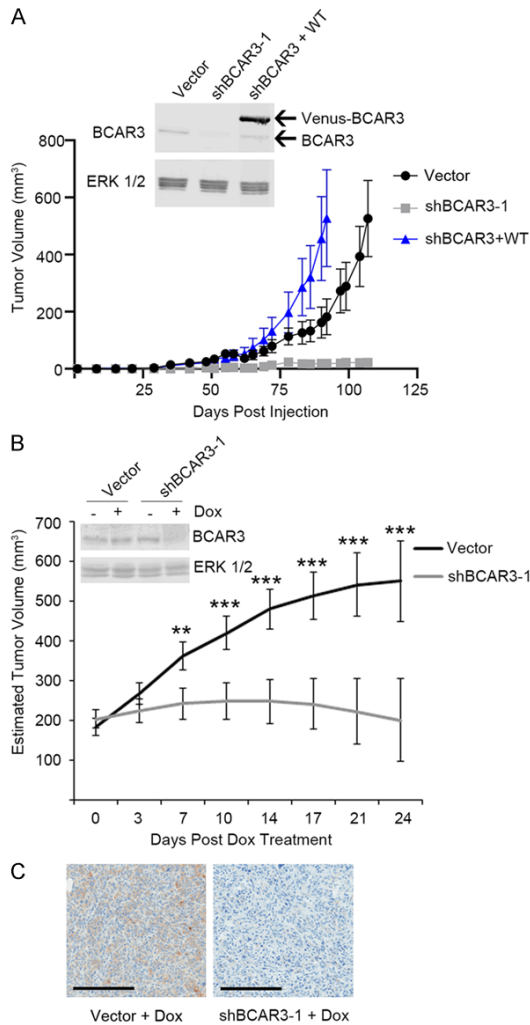 A
Vector
shBCAR3-1
shBCAR3 + WT
BCAR3
Venus-BCAR3
BCAR3
ERK 1/2
Tumor Volume (mm³)
800
600
400
200
0
0
25
50
75
100
125
Days Post Injection
Vector
shBCAR3-1
shBCAR3+WT
B
Vector
shBCAR3-1
- + - + Dox
BCAR3
ERK 1/2
Estimated Tumor Volume (mm³)
700
600
500
400
300
200
100
** *** *** *** *** ***
Vector
shBCAR3-1
0 3 7 10 14 17 21 24
Days Post Dox Treatment
C
Vector + Dox
shBCAR3-1 + Dox